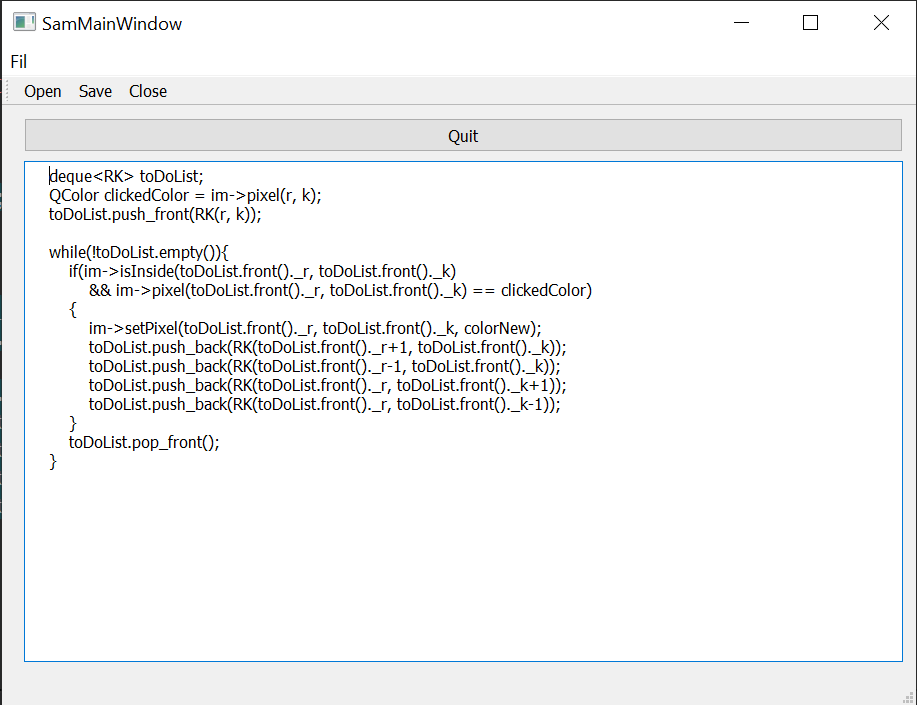 SamMainWindow
Fil
Open Save Close
Quit
deque<RK> toDoList;
QColor clickedColor = im->pixel(r, k);
toDoList.push_front(RK(r, k));

while(!toDoList.empty()){
    if(im->isInside(toDoList.front()._r, toDoList.front()._k)
        && im->pixel(toDoList.front()._r, toDoList.front()._k) == clickedColor)
    {
        im->setPixel(toDoList.front()._r, toDoList.front()._k, colorNew);
        toDoList.push_back(RK(toDoList.front()._r+1, toDoList.front()._k));
        toDoList.push_back(RK(toDoList.front()._r-1, toDoList.front()._k));
        toDoList.push_back(RK(toDoList.front()._r, toDoList.front()._k+1));
        toDoList.push_back(RK(toDoList.front()._r, toDoList.front()._k-1));
    }
    toDoList.pop_front();
}